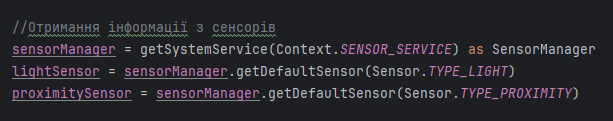 //Отримання інформації з сенсорів
sensorManager = getSystemService(Context.SENSOR_SERVICE) as SensorManager
lightSensor = sensorManager.getDefaultSensor(Sensor.TYPE_LIGHT)
proximitySensor = sensorManager.getDefaultSensor(Sensor.TYPE_PROXIMITY)